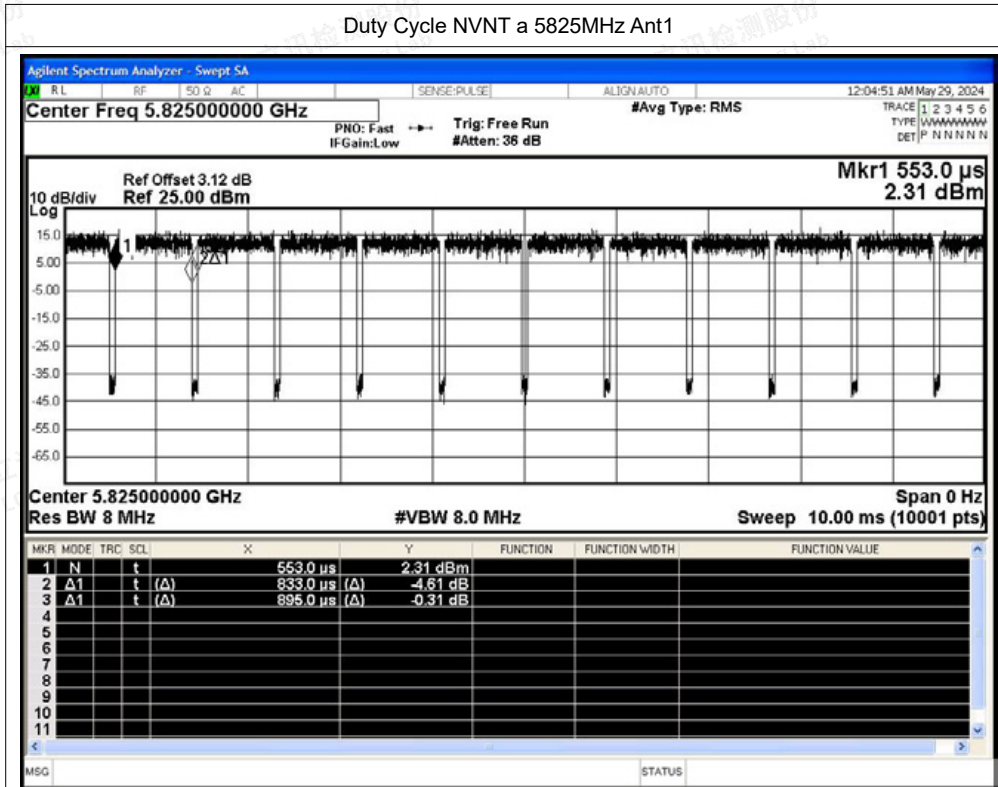 Duty Cycle NVNT a 5825MHz Ant1
Agilent Spectrum Analyzer - Swept SA
RL RF 50 Ω AC SENSE:PULSE ALIGN AUTO 12:04:51 AM May 29, 2024
Center Freq 5.825000000 GHz #Avg Type: RMS TRACE 1 2 3 4 5 6
PNO: Fast Trig: Free Run TYPE WWWWWW
IFGain:Low #Atten: 36 dB DET P N N N N N
Mkr1 553.0 µs
Ref Offset 3.12 dB
10 dB/div Ref 25.00 dBm 2.31 dBm
Log
15.0
5.00
-5.00
-15.0
-25.0
-35.0
-45.0
-55.0
-65.0
1
2Δ1
Center 5.825000000 GHz Span 0 Hz
Res BW 8 MHz #VBW 8.0 MHz Sweep 10.00 ms (10001 pts)
MKR MODE TRC SCL X Y FUNCTION FUNCTION WIDTH FUNCTION VALUE
1 N t 553.0 µs 2.31 dBm
2 Δ1 t (Δ) 833.0 µs (Δ) -4.61 dB
3 Δ1 t (Δ) 895.0 µs (Δ) -0.31 dB
4
5
6
7
8
9
10
11
MSG STATUS